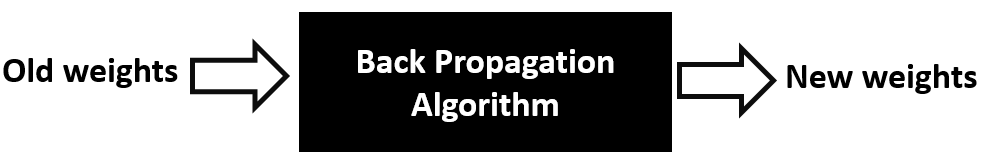 Old weights
Back Propagation
Algorithm
New weights